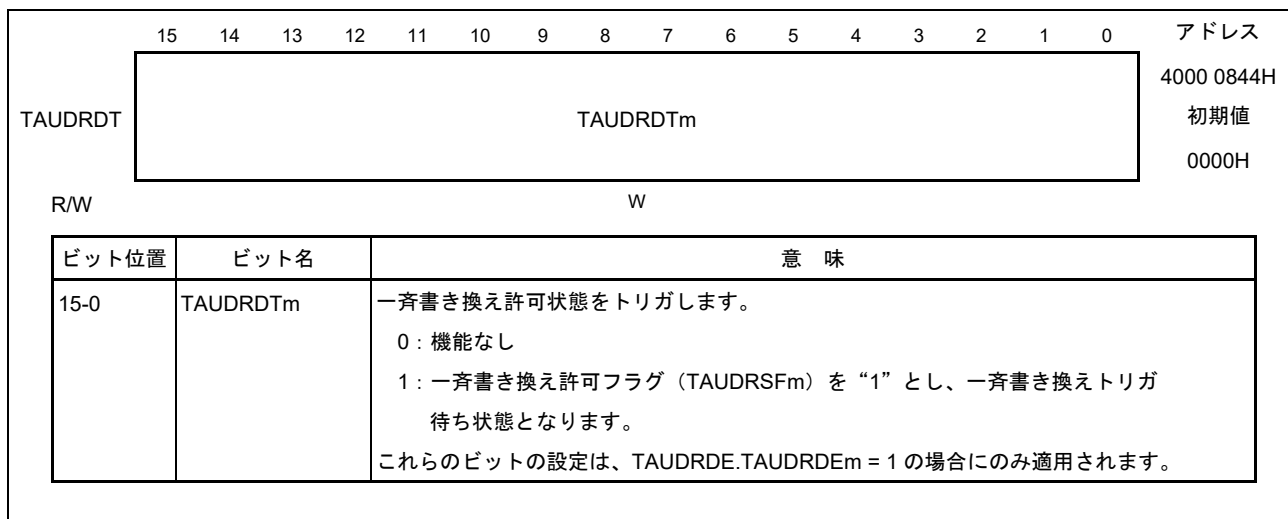 15 14 13 12 11 10 9 8 7 6 5 4 3 2 1 0 アドレス
4000 0844H
TAUDRDT TAUDRDTm 初期値
0000H
R/W W
ビット位置 ビット名 意 味
15-0 TAUDRDTm 一斉書き換え許可状態をトリガします。
0：機能なし
1：一斉書き換え許可フラグ（TAUDRSFm）を“1”とし、一斉書き換えトリガ
待ち状態となります。
これらのビットの設定は、TAUDRDE.TAUDRDEm = 1 の場合にのみ適用されます。